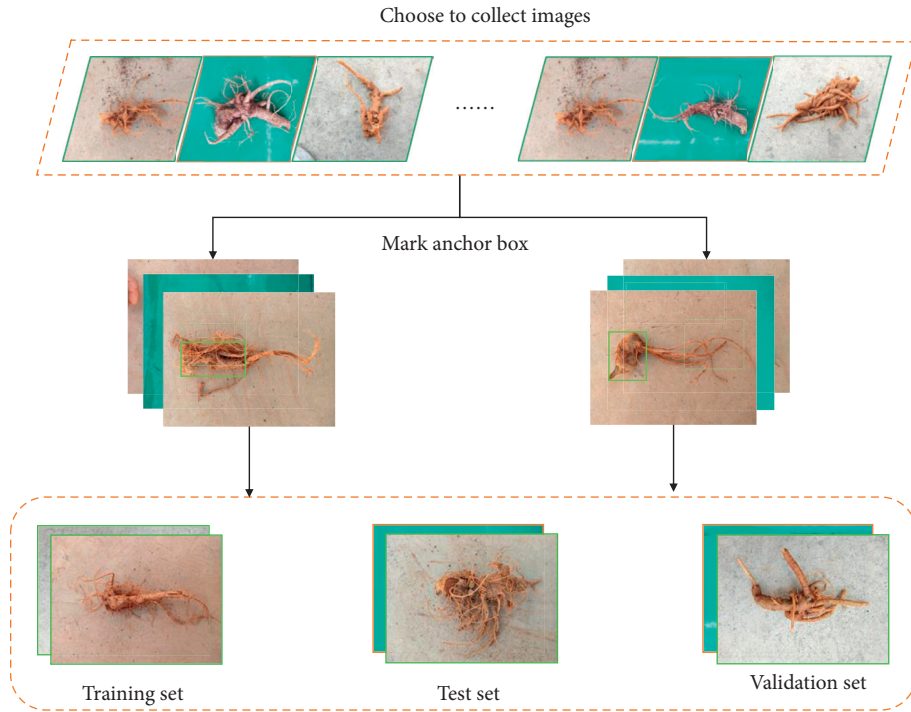 Choose to collect images
......
Mark anchor box
Training set
Test set
Validation set